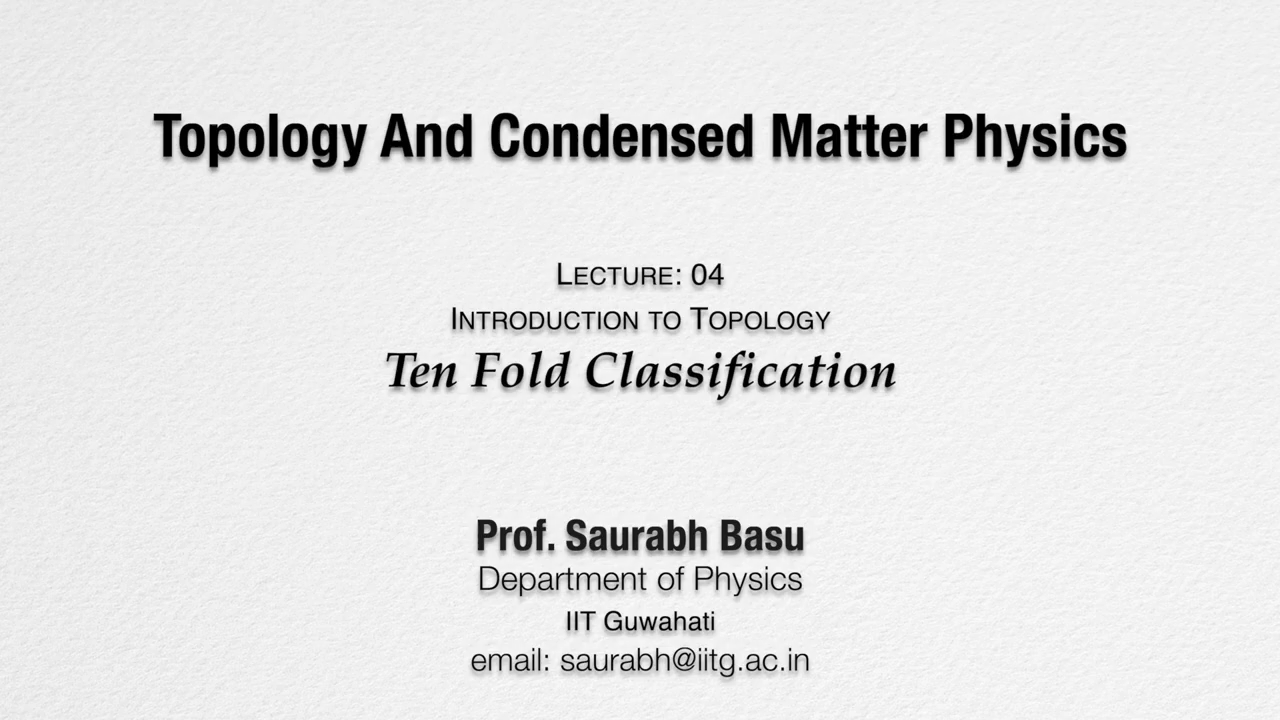 Topology And Condensed Matter Physics
Lecture: 04
Introduction to Topology
Ten Fold Classification
Prof. Saurabh Basu
Department of Physics
IIT Guwahati
email: saurabh@iitg.ac.in